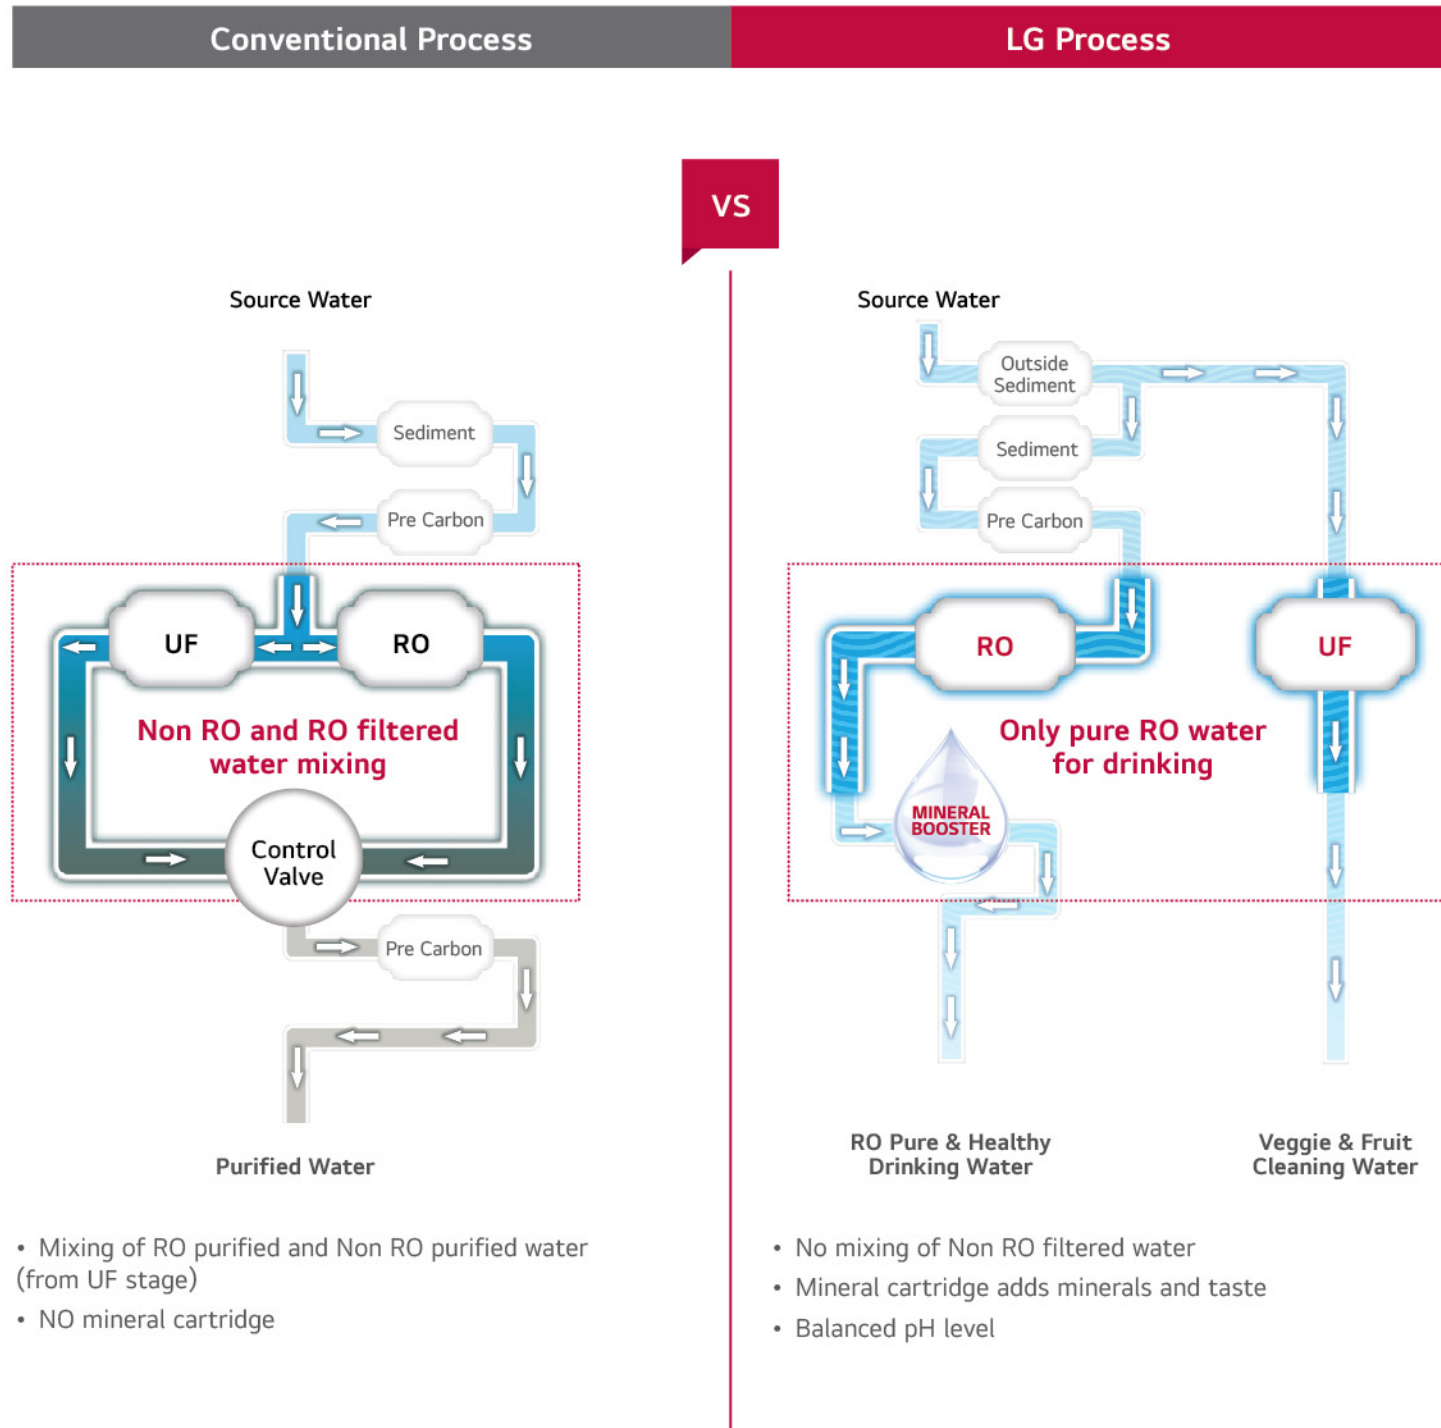 Conventional Process
LG Process
VS
Source Water
Sediment
Pre Carbon
UF
RO
Non RO and RO filtered
water mixing
Control
Valve
Pre Carbon
Purified Water
• Mixing of RO purified and Non RO purified water
(from UF stage)
• NO mineral cartridge
Source Water
Outside
Sediment
Sediment
Pre Carbon
RO
UF
Only pure RO water
for drinking
MINERAL
BOOSTER
RO Pure & Healthy
Drinking Water
Veggie & Fruit
Cleaning Water
• No mixing of Non RO filtered water
• Mineral cartridge adds minerals and taste
• Balanced pH level